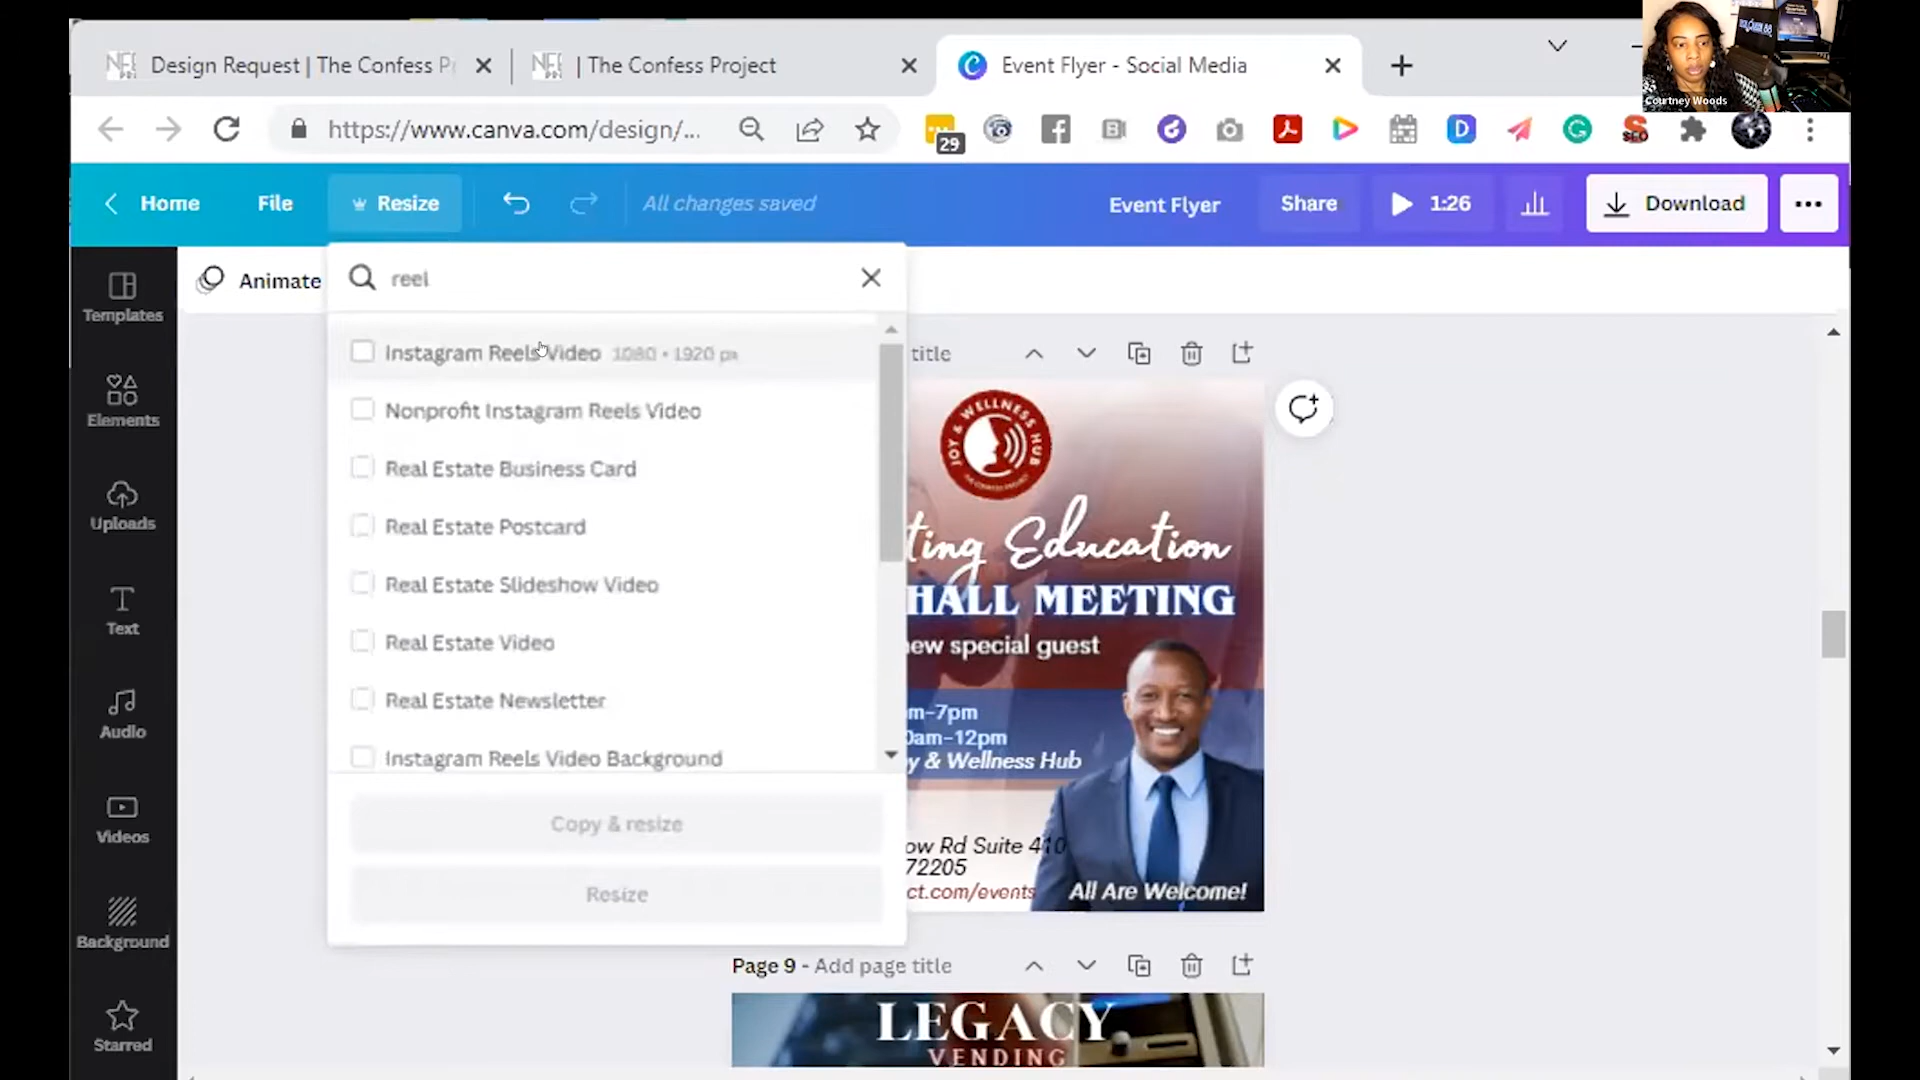 Design Request | The Confess Pr
| The Confess Project
Event Flyer - Social Media
Courtney Woods
https://www.canva.com/design/...
29
Home
File
Resize
All changes saved
Event Flyer
Share
1:26
Download
Animate
reel
Instagram Reels Video 1080 × 1920 px
Nonprofit Instagram Reels Video
Real Estate Business Card
Real Estate Postcard
Real Estate Slideshow Video
Real Estate Video
Real Estate Newsletter
Instagram Reels Video Background
Copy & resize
Resize
Templates
Elements
Uploads
Text
Audio
Videos
Background
Starred
title
JOY & WELLNESS HUB
THE CONFESS PROJECT
ting Education
HALL MEETING
ew special guest
m-7pm
0am-12pm
y & Wellness Hub
ow Rd Suite 410
72205
ct.com/events
All Are Welcome!
Page 9 - Add page title
LEGACY
VENDING